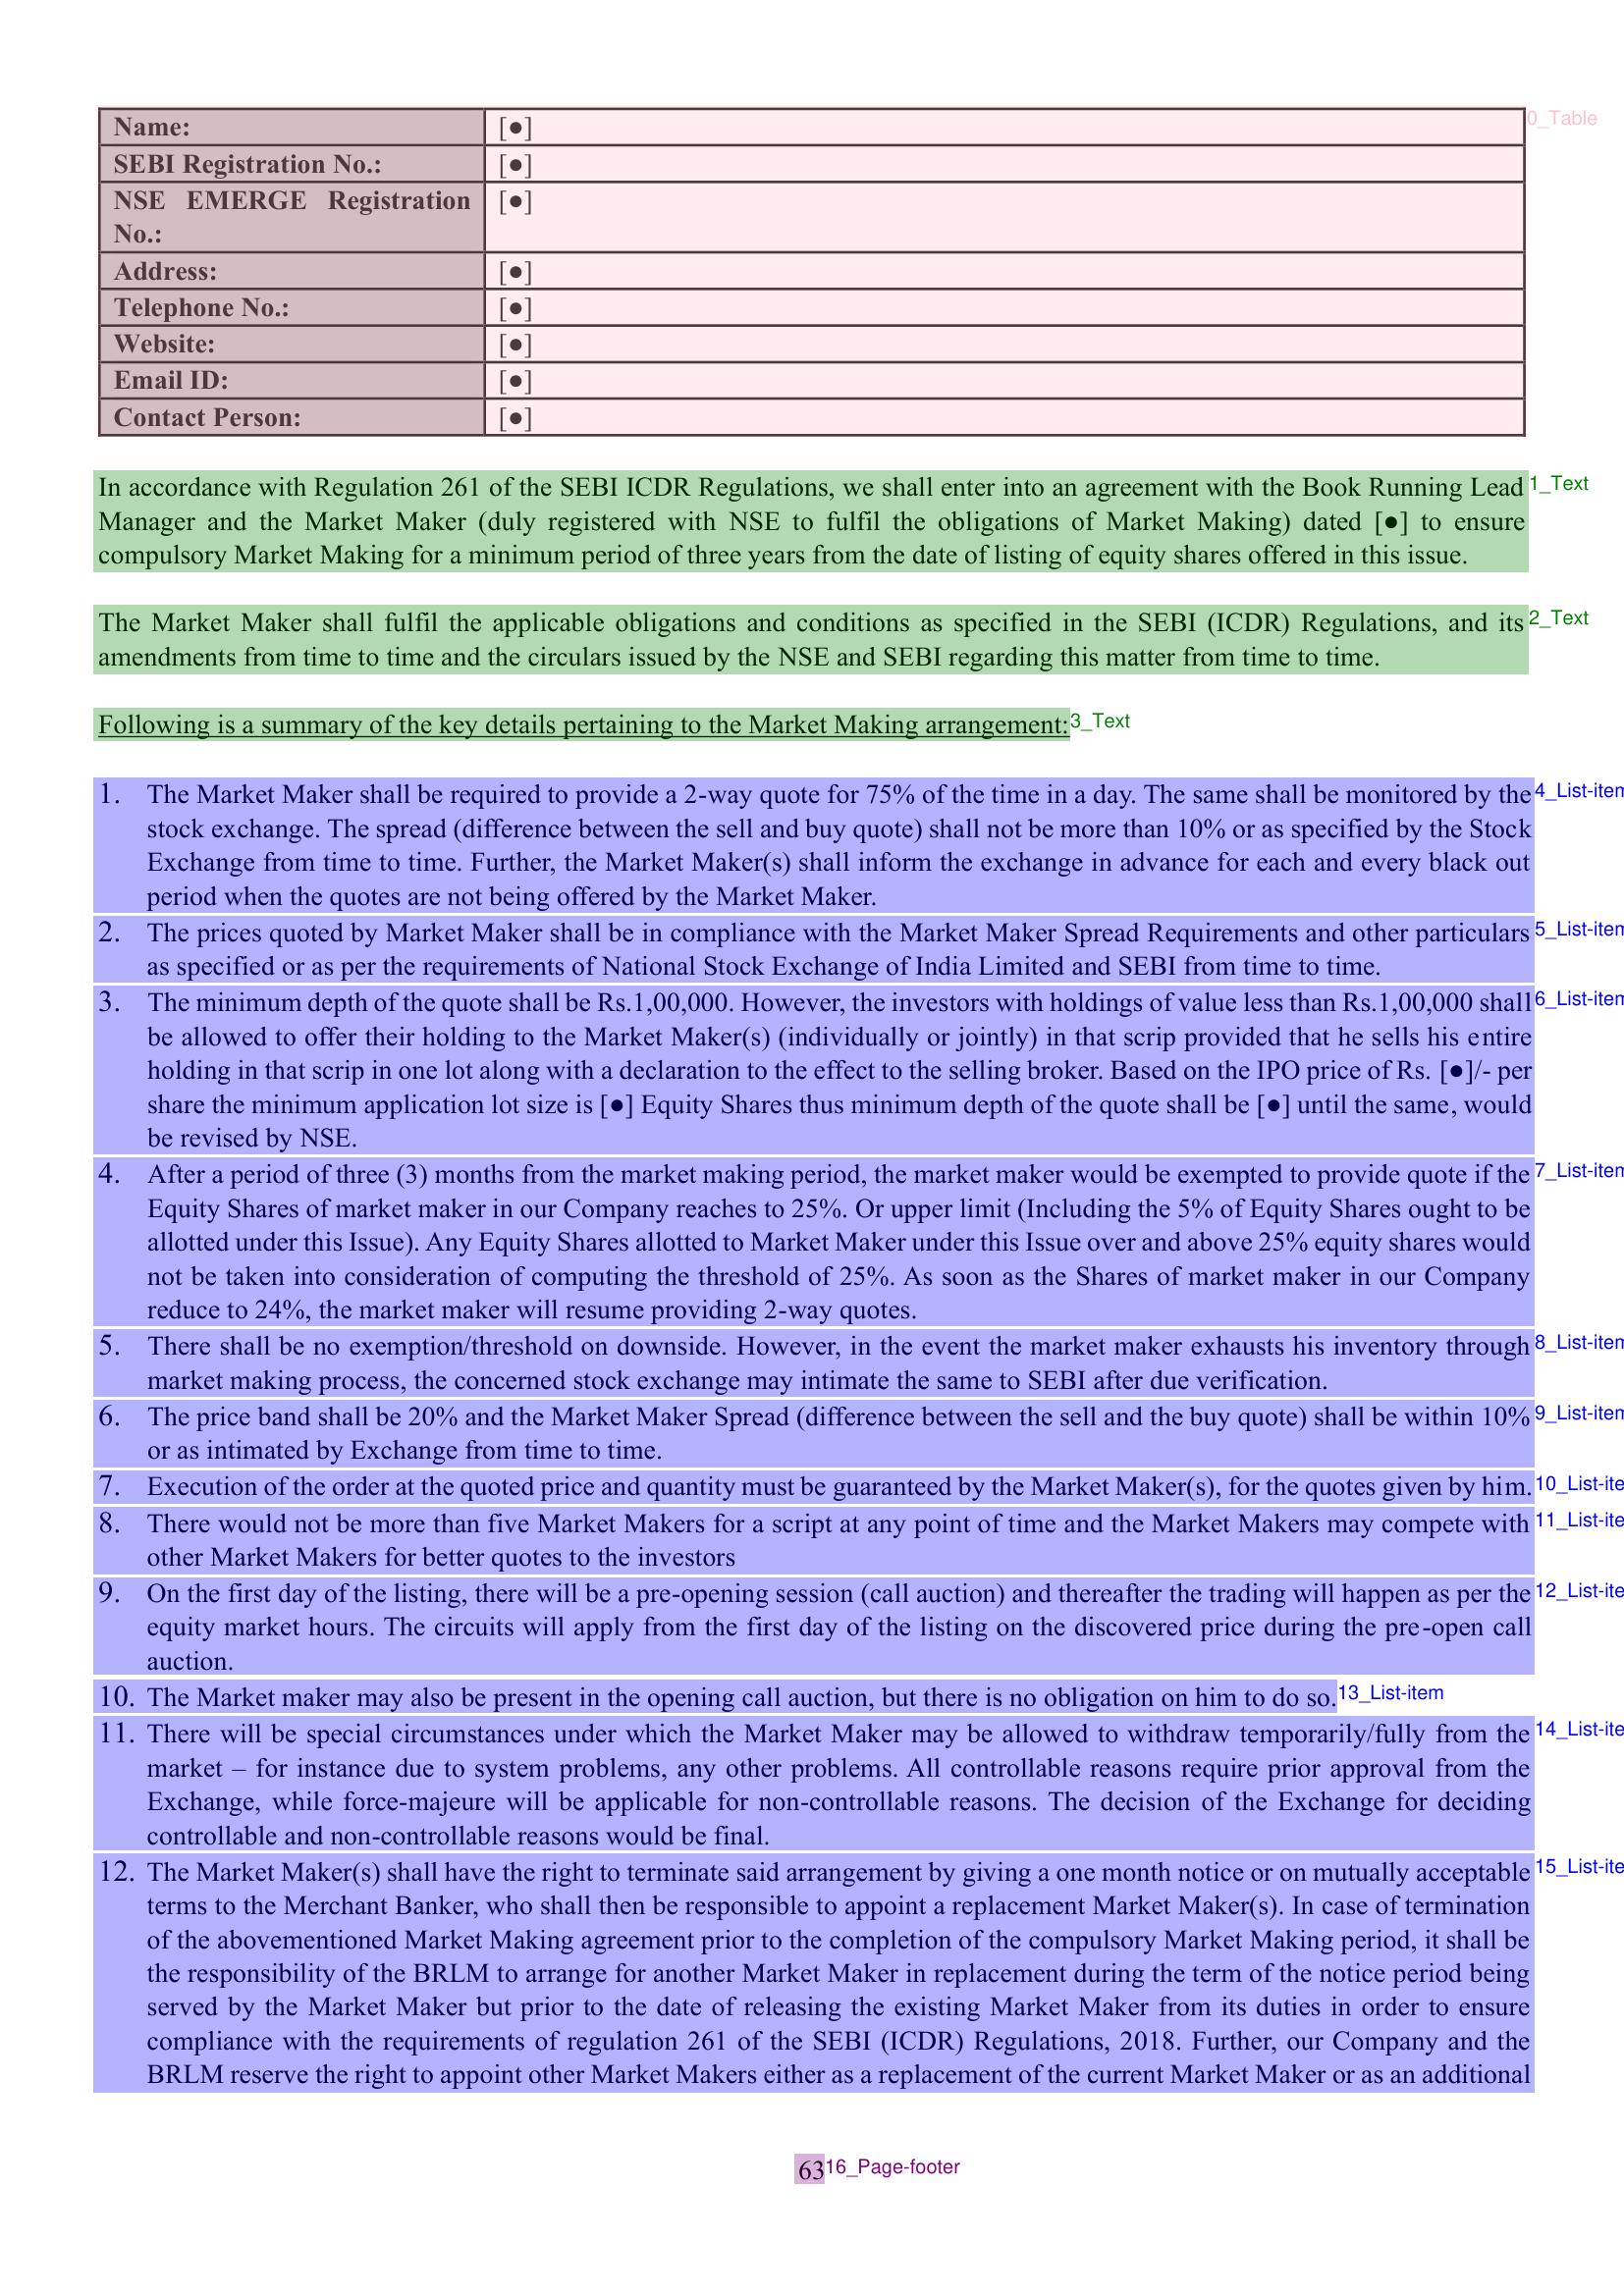 Name: [●]
0_Table
SEBI Registration No.: [●]
NSE EMERGE Registration [●]
No.:
Address: [●]
Telephone No.: [●]
Website: [●]
Email ID: [●]
Contact Person: [●]
In accordance with Regulation 261 of the SEBI ICDR Regulations, we shall enter into an agreement with the Book Running Lead 1_Text
Manager and the Market Maker (duly registered with NSE to fulfil the obligations of Market Making) dated [●] to ensure
compulsory Market Making for a minimum period of three years from the date of listing of equity shares offered in this issue.
The Market Maker shall fulfil the applicable obligations and conditions as specified in the SEBI (ICDR) Regulations, and its 2_Text
amendments from time to time and the circulars issued by the NSE and SEBI regarding this matter from time to time.
Following is a summary of the key details pertaining to the Market Making arrangement: 3_Text
1. The Market Maker shall be required to provide a 2-way quote for 75% of the time in a day. The same shall be monitored by the 4_List-item
stock exchange. The spread (difference between the sell and buy quote) shall not be more than 10% or as specified by the Stock
Exchange from time to time. Further, the Market Maker(s) shall inform the exchange in advance for each and every black out
period when the quotes are not being offered by the Market Maker.
2. The prices quoted by Market Maker shall be in compliance with the Market Maker Spread Requirements and other particulars 5_List-item
as specified or as per the requirements of National Stock Exchange of India Limited and SEBI from time to time.
3. The minimum depth of the quote shall be Rs.1,00,000. However, the investors with holdings of value less than Rs.1,00,000 shall 6_List-item
be allowed to offer their holding to the Market Maker(s) (individually or jointly) in that scrip provided that he sells his entire
holding in that scrip in one lot along with a declaration to the effect to the selling broker. Based on the IPO price of Rs. [●]/- per
share the minimum application lot size is [●] Equity Shares thus minimum depth of the quote shall be [●] until the same, would
be revised by NSE.
4. After a period of three (3) months from the market making period, the market maker would be exempted to provide quote if the 7_List-item
Equity Shares of market maker in our Company reaches to 25%. Or upper limit (Including the 5% of Equity Shares ought to be
allotted under this Issue). Any Equity Shares allotted to Market Maker under this Issue over and above 25% equity shares would
not be taken into consideration of computing the threshold of 25%. As soon as the Shares of market maker in our Company
reduce to 24%, the market maker will resume providing 2-way quotes.
5. There shall be no exemption/threshold on downside. However, in the event the market maker exhausts his inventory through 8_List-item
market making process, the concerned stock exchange may intimate the same to SEBI after due verification.
6. The price band shall be 20% and the Market Maker Spread (difference between the sell and the buy quote) shall be within 10% 9_List-item
or as intimated by Exchange from time to time.
7. Execution of the order at the quoted price and quantity must be guaranteed by the Market Maker(s), for the quotes given by him. 10_List-ite
8. There would not be more than five Market Makers for a script at any point of time and the Market Makers may compete with 11_List-ite
other Market Makers for better quotes to the investors
9. On the first day of the listing, there will be a pre-opening session (call auction) and thereafter the trading will happen as per the 12_List-ite
equity market hours. The circuits will apply from the first day of the listing on the discovered price during the pre-open call
auction.
10. The Market maker may also be present in the opening call auction, but there is no obligation on him to do so. 13_List-item
11. There will be special circumstances under which the Market Maker may be allowed to withdraw temporarily/fully from the 14_List-ite
market – for instance due to system problems, any other problems. All controllable reasons require prior approval from the
Exchange, while force-majeure will be applicable for non-controllable reasons. The decision of the Exchange for deciding
controllable and non-controllable reasons would be final.
12. The Market Maker(s) shall have the right to terminate said arrangement by giving a one month notice or on mutually acceptable 15_List-ite
terms to the Merchant Banker, who shall then be responsible to appoint a replacement Market Maker(s). In case of termination
of the abovementioned Market Making agreement prior to the completion of the compulsory Market Making period, it shall be
the responsibility of the BRLM to arrange for another Market Maker in replacement during the term of the notice period being
served by the Market Maker but prior to the date of releasing the existing Market Maker from its duties in order to ensure
compliance with the requirements of regulation 261 of the SEBI (ICDR) Regulations, 2018. Further, our Company and the
BRLM reserve the right to appoint other Market Makers either as a replacement of the current Market Maker or as an additional
63 16_Page-footer